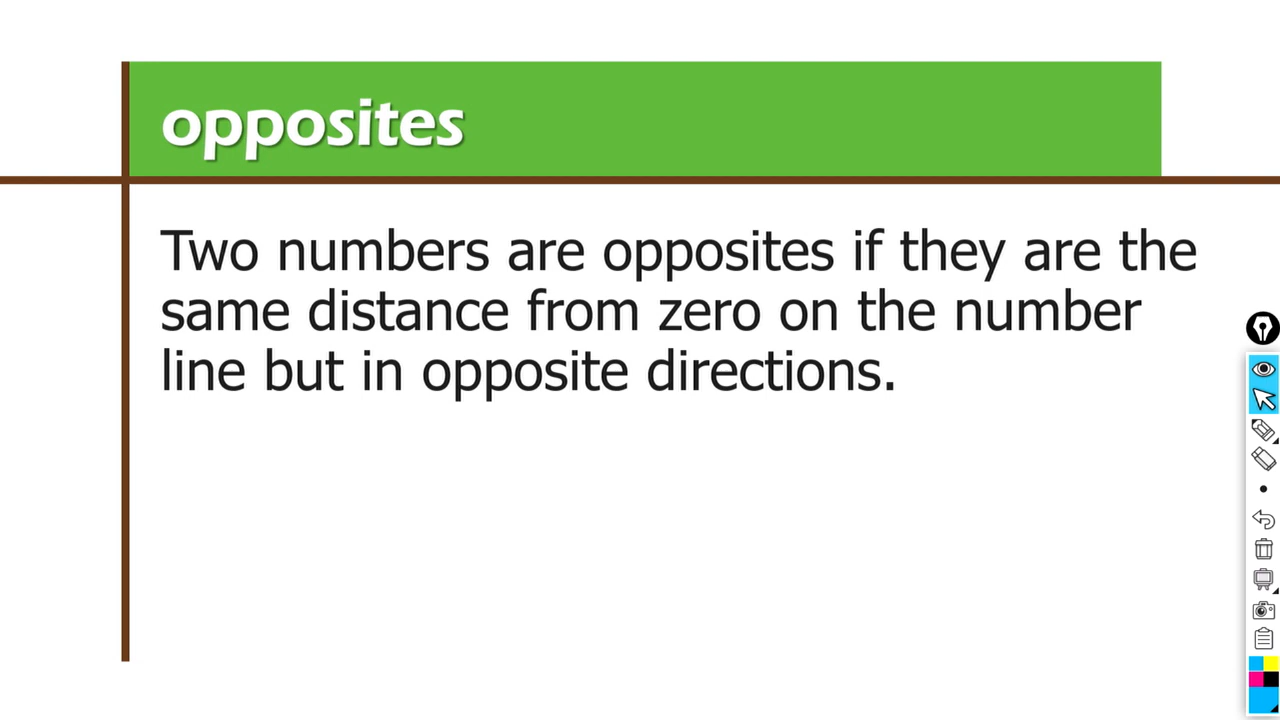 opposites
Two numbers are opposites if they are the
same distance from zero on the number
line but in opposite directions.